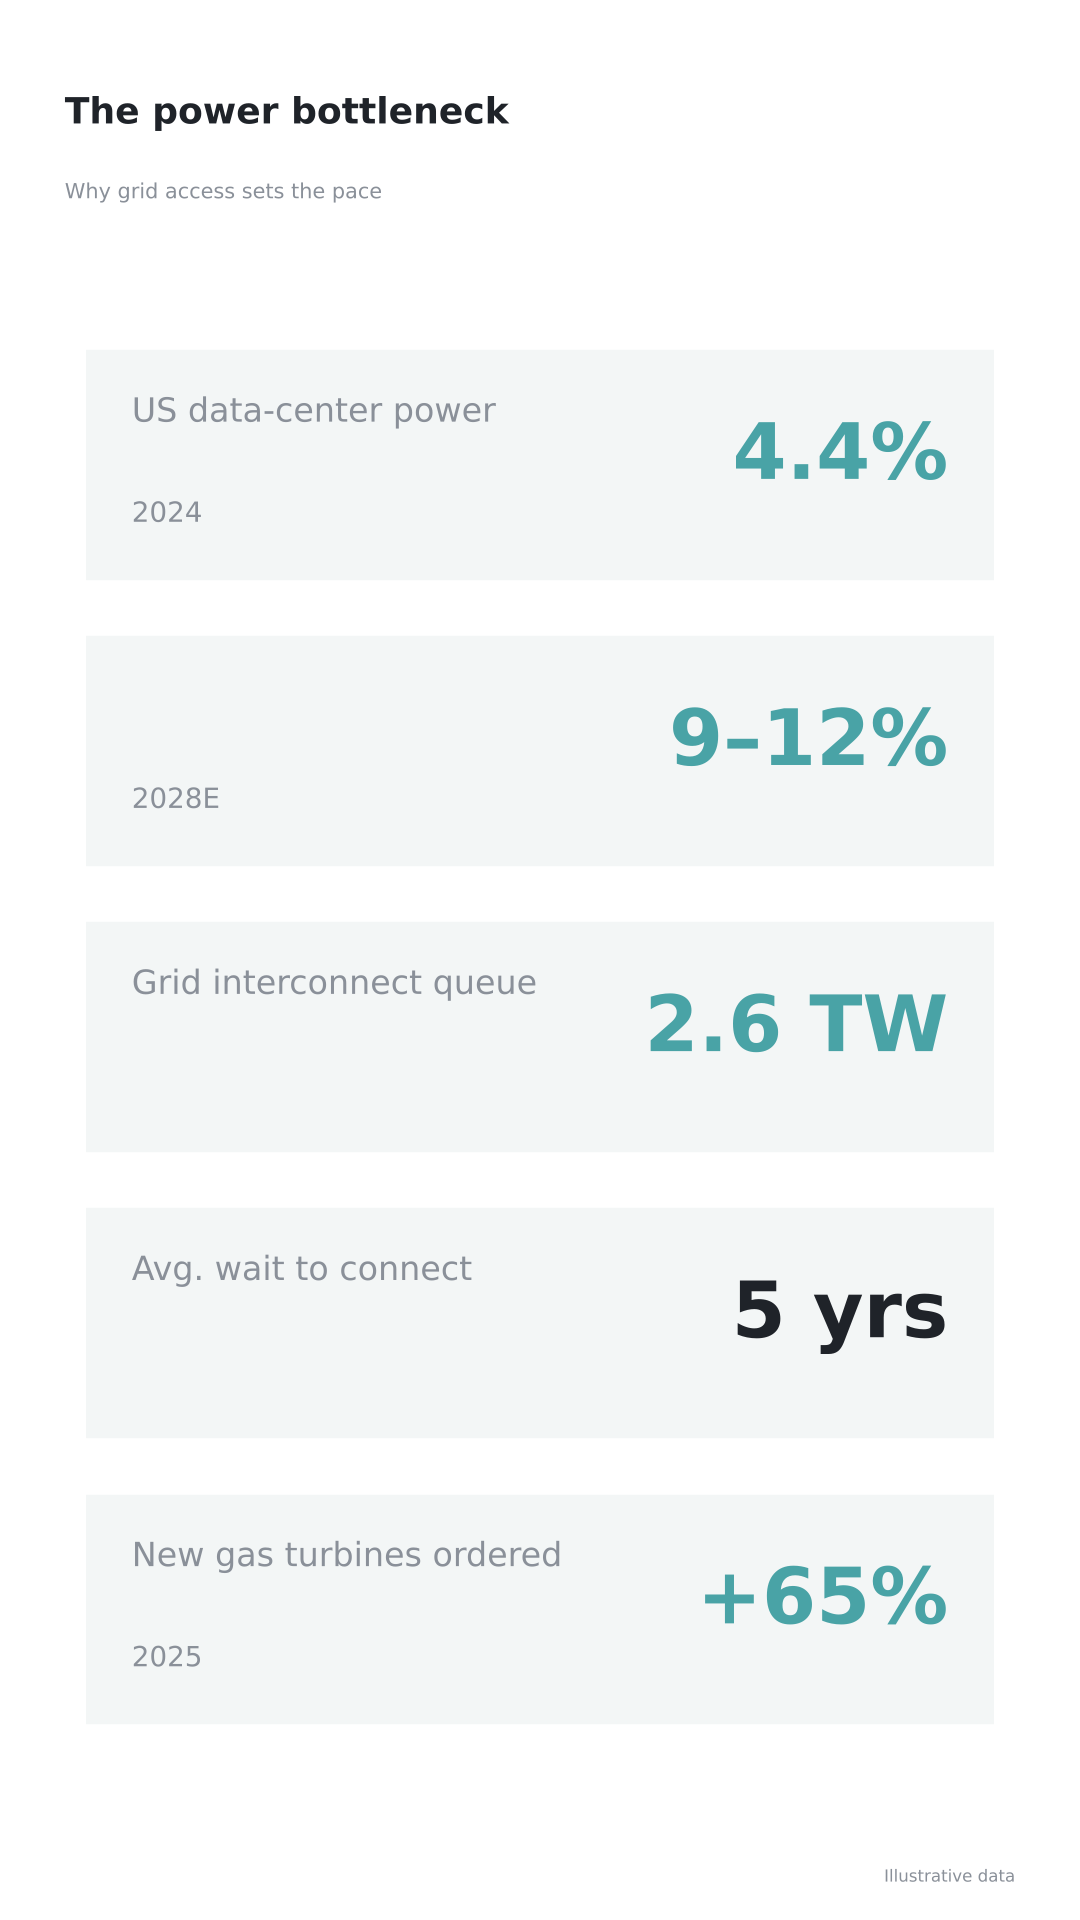 The power bottleneck
Why grid access sets the pace
US data-center power
4.4%
2024
9–12%
2028E
Grid interconnect queue
2.6 TW
Avg. wait to connect
5 yrs
New gas turbines ordered
+65%
2025
Illustrative data